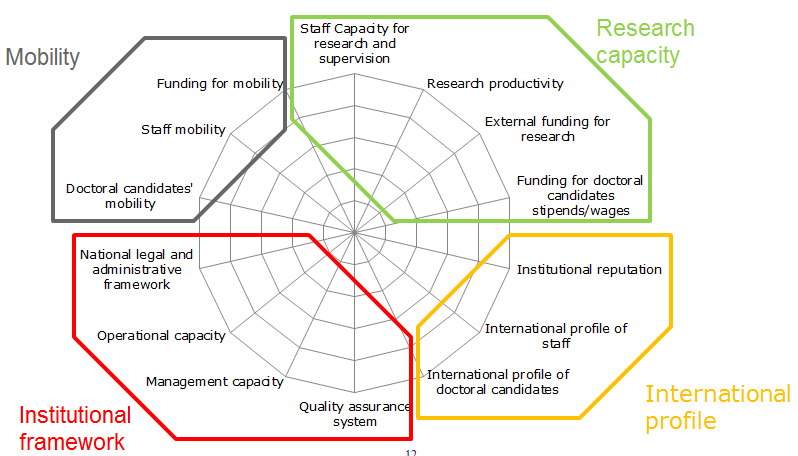 Staff Capacity for
research and
supervision
Research
capacity
Mobility
Funding for mobility
Research productivity
Staff mobility
External funding for
research
Doctoral candidates'
mobility
Funding for doctoral
candidates
stipends/wages
National legal and
administrative
framework
Institutional reputation
Operational capacity
International profile of
staff
Management capacity
International profile of
doctoral candidates
Quality assurance
system
Institutional
framework
International
profile
12